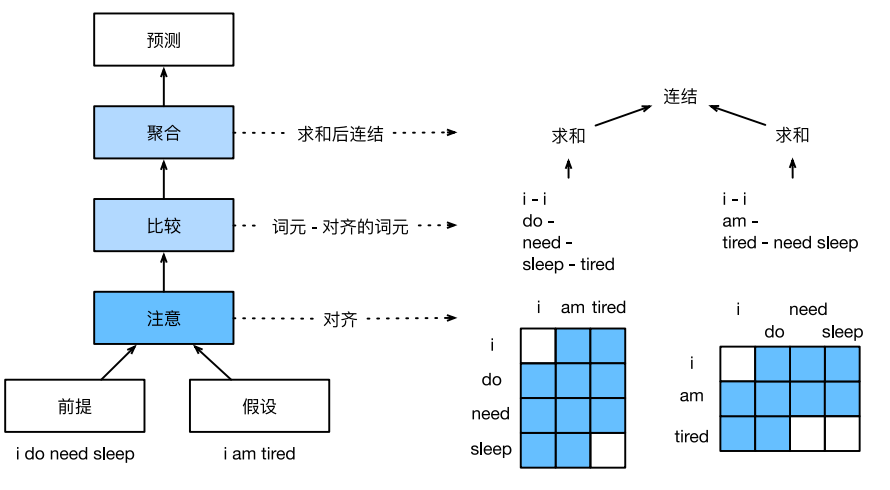 预测
聚合
求和后连结
比较
词元 - 对齐的词元
注意
对齐
前提
假设
i do need sleep
i am tired
连结
求和
求和
i - i
do -
need -
sleep - tired
i - i
am -
tired - need sleep
i am tired
i
do
need
sleep
i need
do sleep
i
am
tired